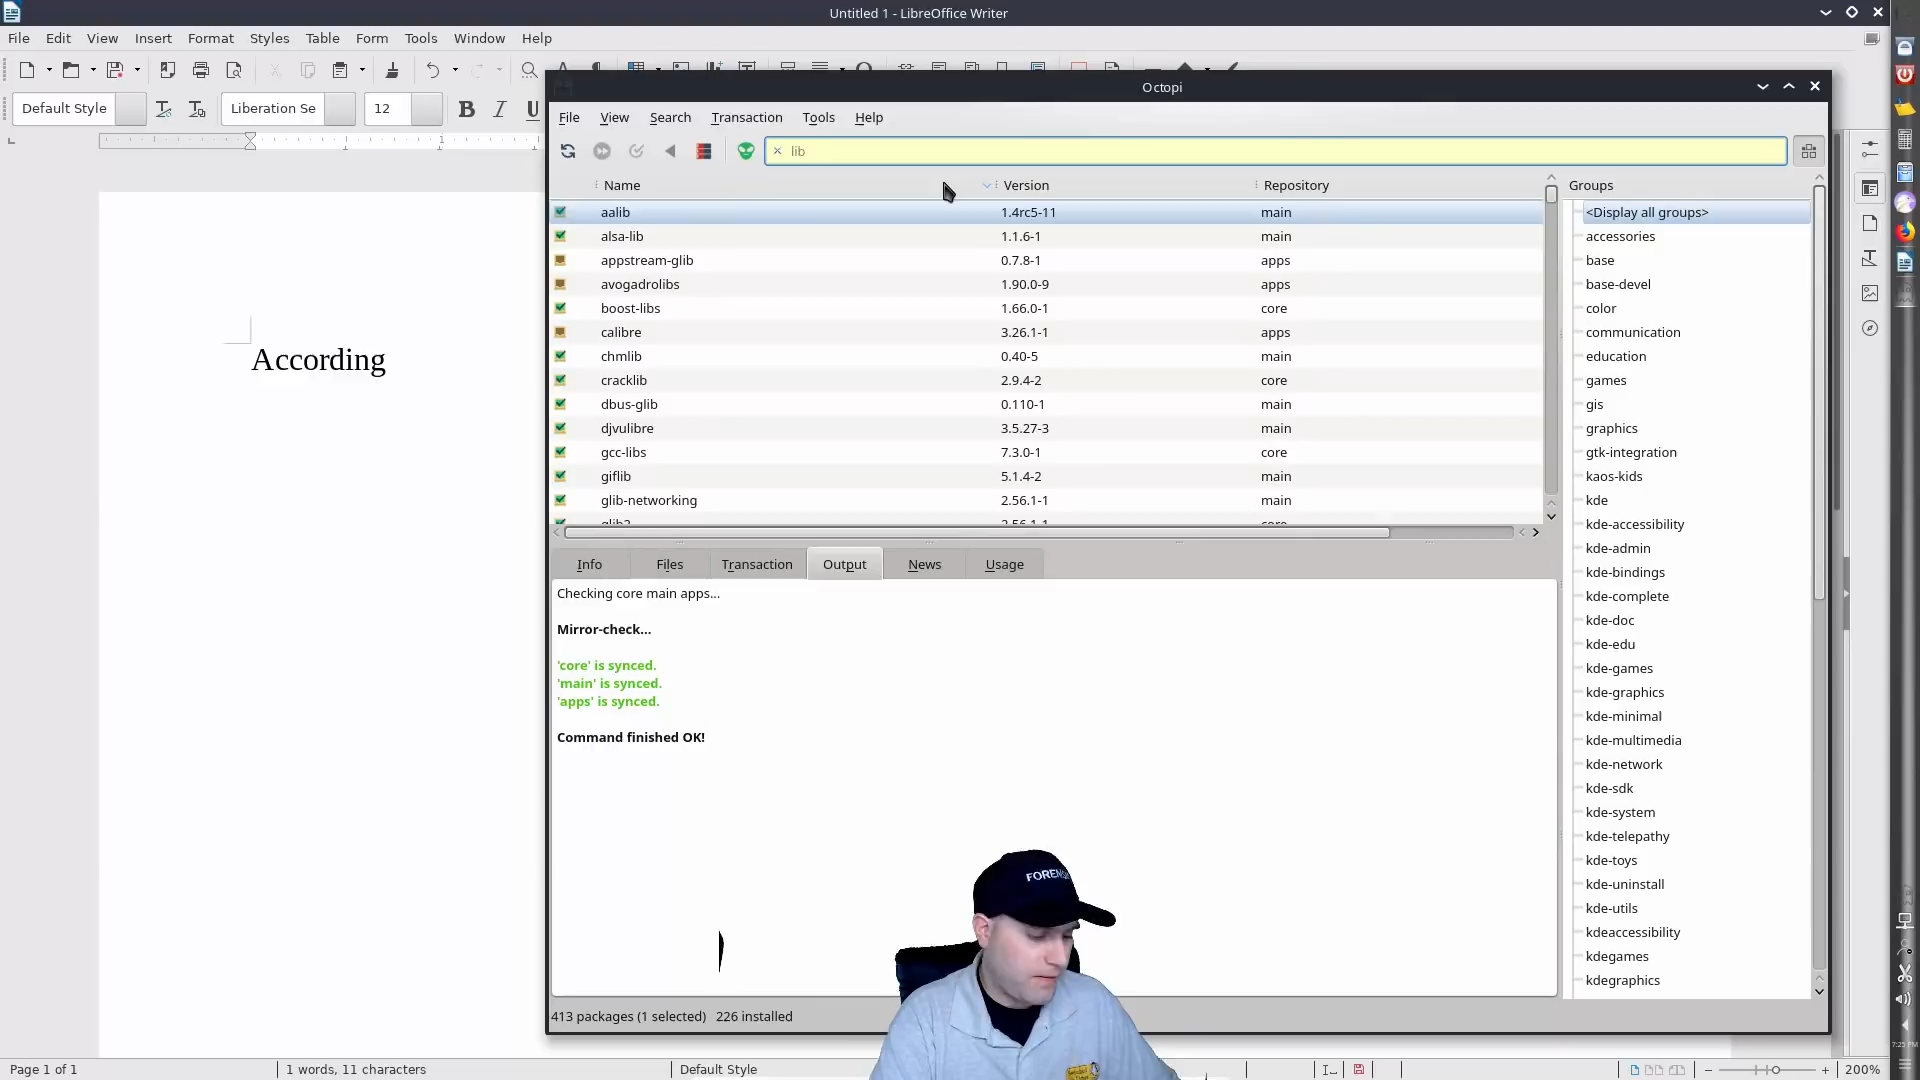 Untitled 1 - LibreOffice Writer
File Edit View Insert Format Styles Table Form Tools Window Help
Default Style Liberation Se 12 B I U
1
According
Octopi
File View Search Transaction Tools Help
lib
Name Version Repository
aalib 1.4rc5-11 main
alsa-lib 1.1.6-1 main
appstream-glib 0.7.8-1 apps
avogadrolibs 1.90.0-9 apps
boost-libs 1.66.0-1 core
calibre 3.26.1-1 apps
chmlib 0.40-5 main
cracklib 2.9.4-2 core
dbus-glib 0.110-1 main
djvulibre 3.5.27-3 main
gcc-libs 7.3.0-1 core
giflib 5.1.4-2 main
glib-networking 2.56.1-1 main
glib2 2.56.1-1 core
Groups
<Display all groups>
accessories
base
base-devel
color
communication
education
games
gis
graphics
gtk-integration
kaos-kids
kde
kde-accessibility
kde-admin
kde-bindings
kde-complete
kde-doc
kde-edu
kde-games
kde-graphics
kde-minimal
kde-multimedia
kde-network
kde-sdk
kde-system
kde-telepathy
kde-toys
kde-uninstall
kde-utils
kdeaccessibility
kdegames
kdegraphics
Info Files Transaction Output News Usage
Checking core main apps...
Mirror-check...
'core' is synced.
'main' is synced.
'apps' is synced.
Command finished OK!
413 packages (1 selected) 226 installed
7:25 PM
Page 1 of 1 1 words, 11 characters Default Style 200%